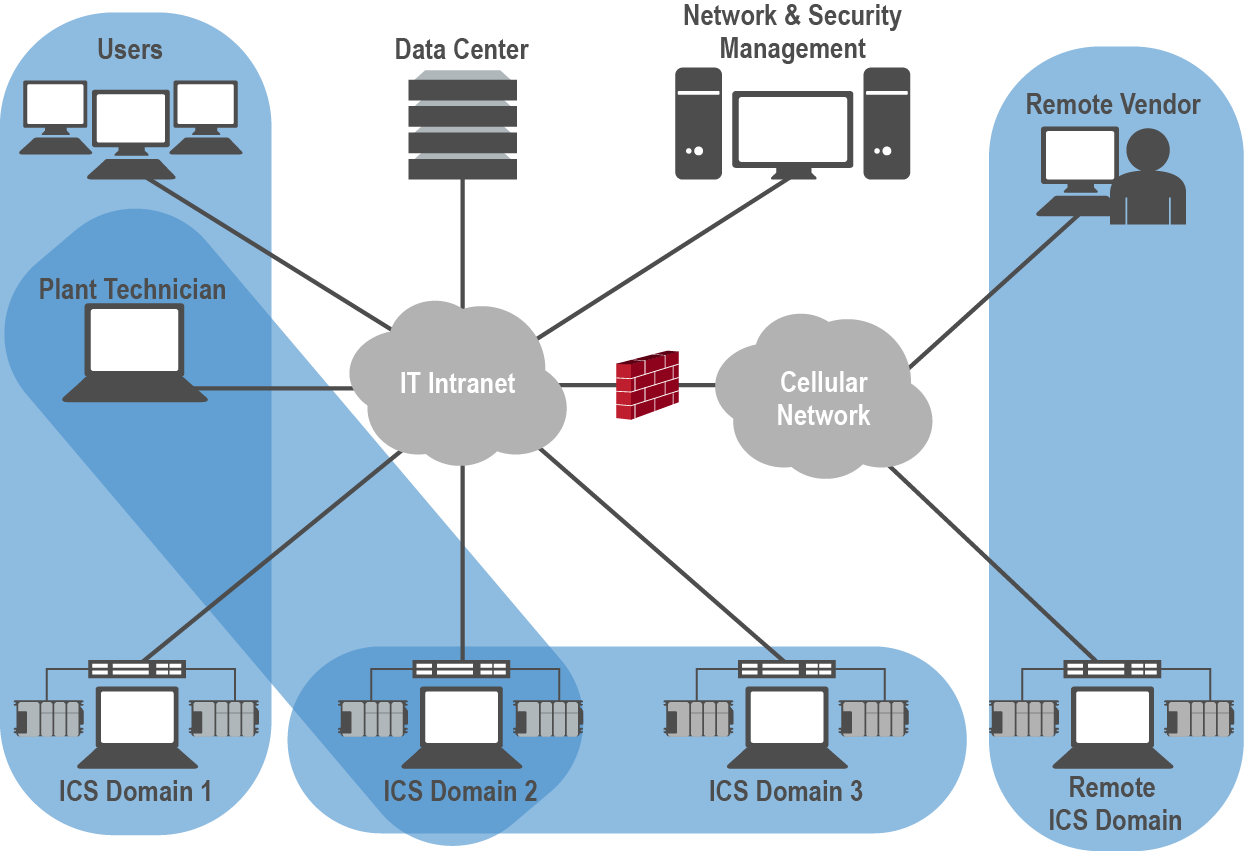 Users
Data Center
Network & Security
Management
Remote Vendor
Plant Technician
IT Intranet
Cellular
Network
ICS Domain 1
ICS Domain 2
ICS Domain 3
Remote
ICS Domain